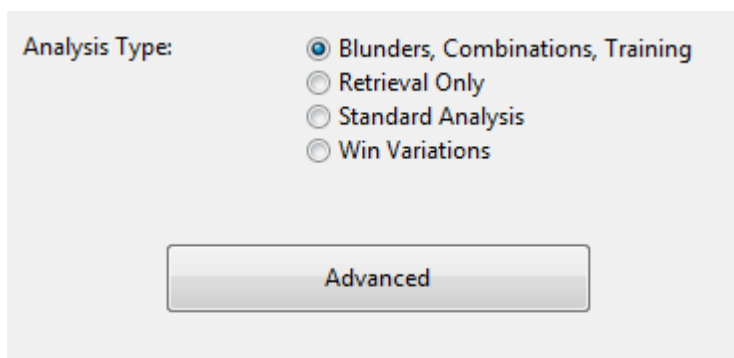 Analysis Type: Blunders, Combinations, Training
Retrieval Only
Standard Analysis
Win Variations
Advanced